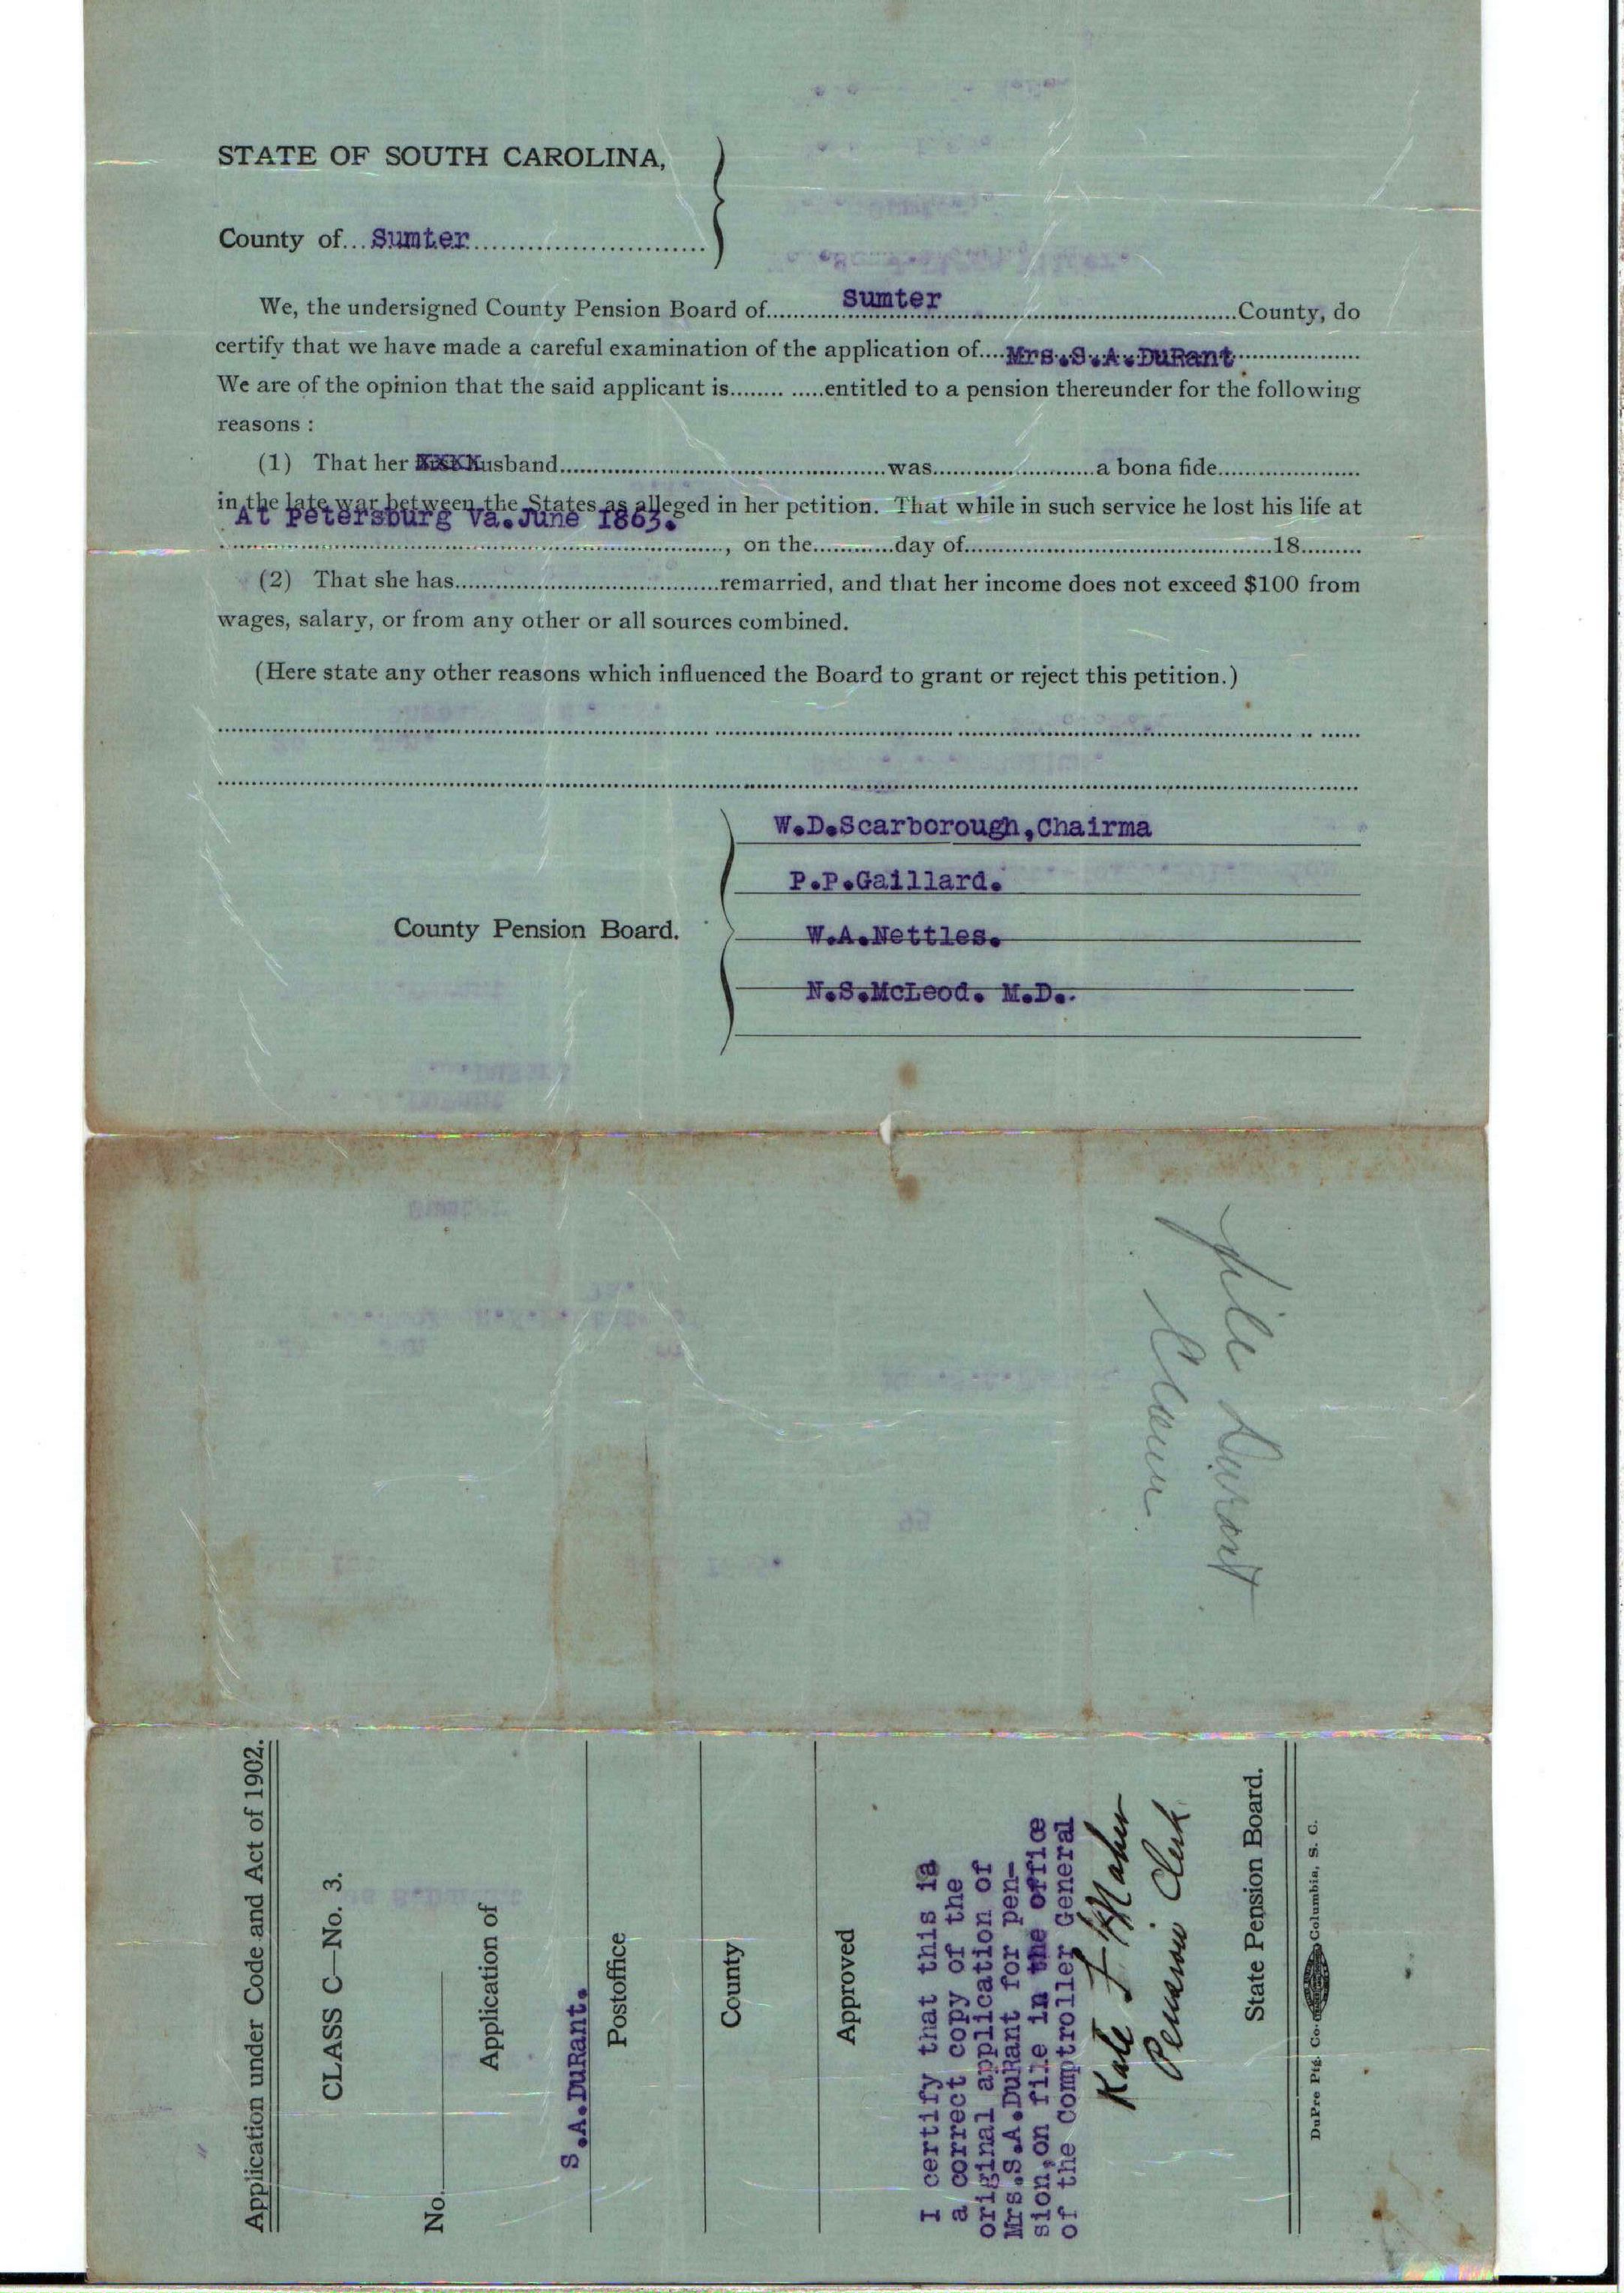 STATE OF SOUTH CAROLINA,
County of... Sumter ..............................
We, the undersigned County Pension Board of............ Sumter ............................County, do
certify that we have made a careful examination of the application of....Mrs.S.A.DuRant..................
We are of the opinion that the said applicant is........ .....entitled to a pension thereunder for the following
reasons :
(1) That her XXXXusband..................................................was.........................a bona fide......................
in the late war between the States as alleged in her petition. That while in such service he lost his life at
At Petersburg Va.June 1863.
............................................................................, on the............day of................................................18.........
(2) That she has.........................................remarried, and that her income does not exceed $100 from
wages, salary, or from any other or all sources combined.
(Here state any other reasons which influenced the Board to grant or reject this petition.)
W.D.Scarborough,Chairma
P.P.Gaillard.
County Pension Board.
W.A.Nettles.
N.S.McLeod. M.D..
file Durant
Claim
Application under Code and Act of 1902.
CLASS C—No. 3.
No.
Application of
S.A.DuRant.
Postoffice
County
Approved
I certify that this is
a correct copy of the
original application of
Mrs.S.A.DuRant for pen-
sion,on file in the office
of the Comptroller General
Kate F Maher
Pension Clerk
State Pension Board.
DuPre Ptg. Co. Columbia, S. C.